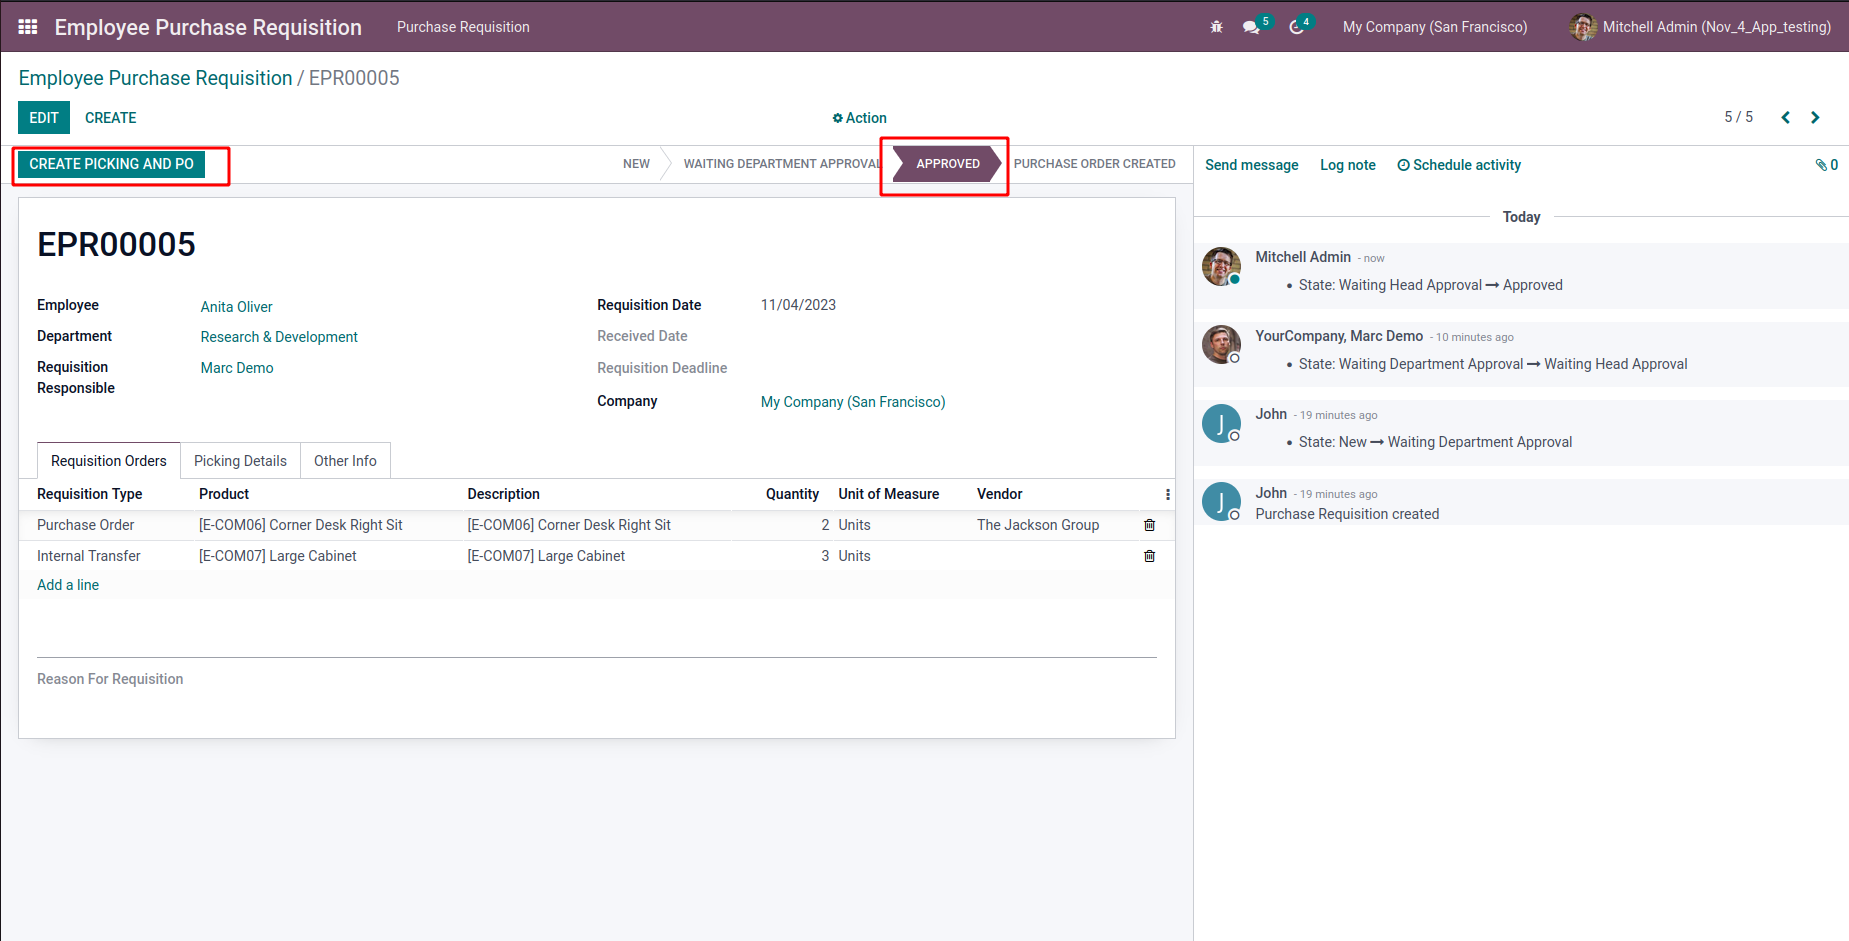 Employee Purchase Requisition Purchase Requisition 5 4 My Company (San Francisco) Mitchell Admin (Nov_4_App_testing)
Employee Purchase Requisition / EPR00005
EDIT CREATE Action 5 / 5
CREATE PICKING AND PO NEW WAITING DEPARTMENT APPROVAL APPROVED PURCHASE ORDER CREATED
EPR00005
Employee Anita Oliver
Department Research & Development
Requisition Responsible Marc Demo
Requisition Date 11/04/2023
Received Date
Requisition Deadline
Company My Company (San Francisco)
Requisition Orders Picking Details Other Info
Requisition Type Product Description Quantity Unit of Measure Vendor
Purchase Order [E-COM06] Corner Desk Right Sit [E-COM06] Corner Desk Right Sit 2 Units The Jackson Group
Internal Transfer [E-COM07] Large Cabinet [E-COM07] Large Cabinet 3 Units
Add a line
Reason For Requisition
Send message Log note Schedule activity 0
Today
Mitchell Admin - now
• State: Waiting Head Approval → Approved
YourCompany, Marc Demo - 10 minutes ago
• State: Waiting Department Approval → Waiting Head Approval
J John - 19 minutes ago
• State: New → Waiting Department Approval
J John - 19 minutes ago
Purchase Requisition created